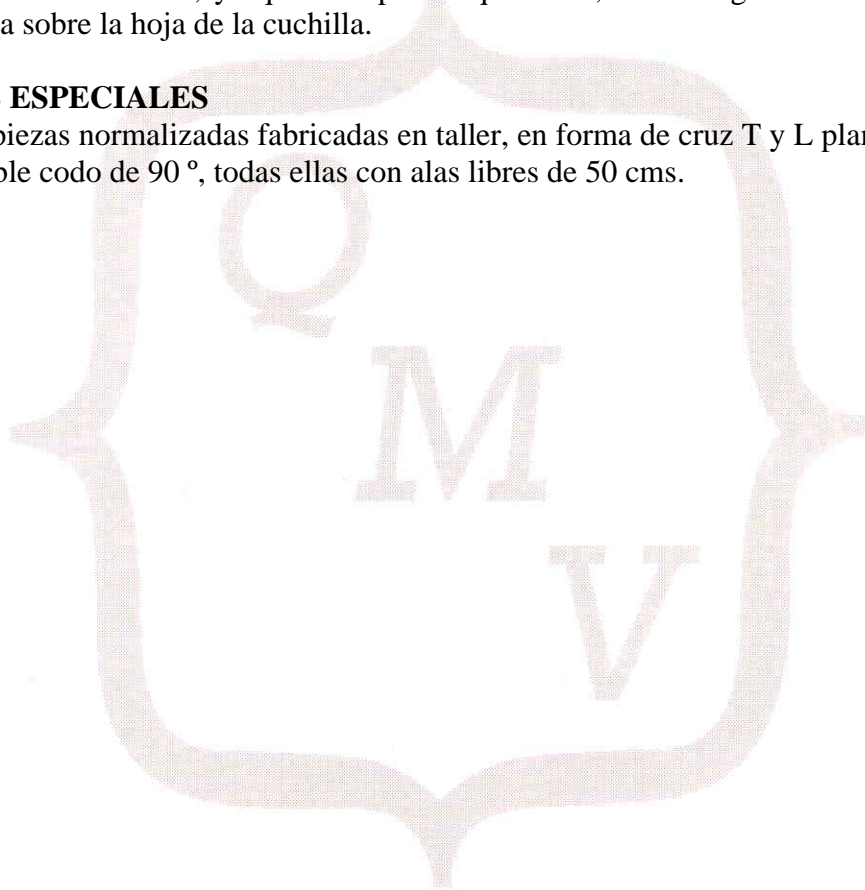 a sobre la hoja de la cuchilla.
ESPECIALES
piezas normalizadas fabricadas en taller, en forma de cruz T y L
codo de 90 º, todas ellas con alas libres de 50 cms.
Q
M
V